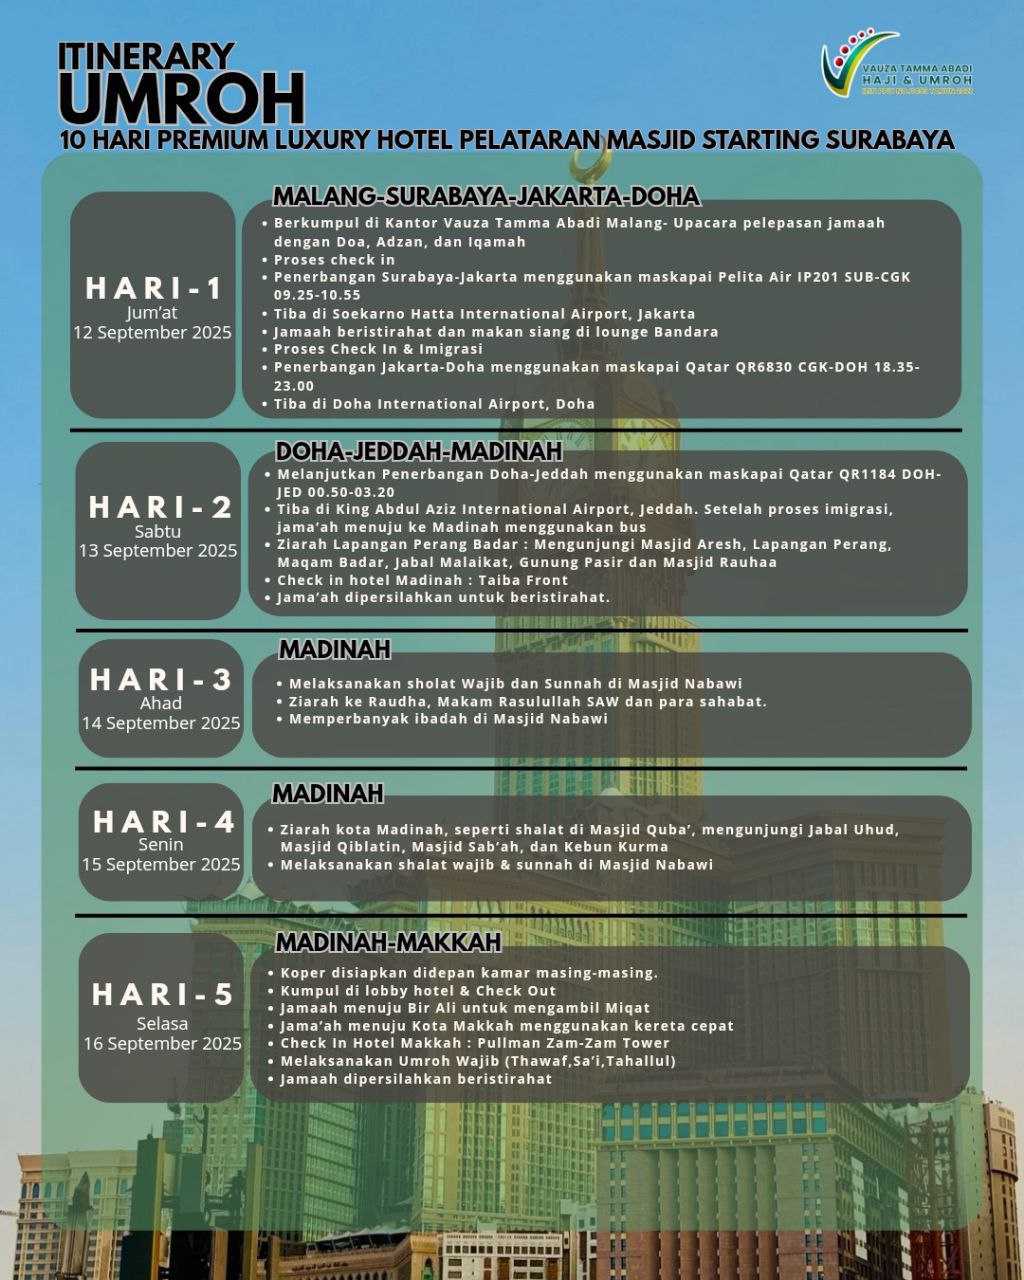 ITINERARY
UMROH
VAUZA TAMMA ABADI
HAJI & UMROH
10 HARI PREMIUM LUXURY HOTEL PELATARAN MASJID STARTING SURABAYA
HARI-1
Jum'at
12 September 2025
MALANG-SURABAYA-JAKARTA-DOHA
• Berkumpul di Kantor Vauza Tamma Abadi Malang- Upacara pelepasan jamaah
dengan Doa, Adzan, dan Iqamah
• Proses check in
• Penerbangan Surabaya-Jakarta menggunakan maskapai Pelita Air IP201 SUB-CGK
09.25-10.55
• Tiba di Soekarno Hatta International Airport, Jakarta
• Jamaah beristirahat dan makan siang di lounge Bandara
• Proses Check In & Imigrasi
• Penerbangan Jakarta-Doha menggunakan maskapai Qatar QR6830 CGK-DOH 18.35-
23.00
• Tiba di Doha International Airport, Doha
HARI-2
Sabtu
13 September 2025
DOHA-JEDDAH-MADINAH
• Melanjutkan Penerbangan Doha-Jeddah menggunakan maskapai Qatar QR1184 DOH-
JED 00.50-03.20
• Tiba di King Abdul Aziz International Airport, Jeddah. Setelah proses imigrasi,
jama'ah menuju ke Madinah menggunakan bus
• Ziarah Lapangan Perang Badar : Mengunjungi Masjid Aresh, Lapangan Perang,
Maqam Badar, Jabal Malaikat, Gunung Pasir dan Masjid Rauhaa
• Check in hotel Madinah : Taiba Front
• Jama'ah dipersilahkan untuk beristirahat.
HARI-3
Ahad
14 September 2025
MADINAH
• Melaksanakan sholat Wajib dan Sunnah di Masjid Nabawi
• Ziarah ke Raudha, Makam Rasulullah SAW dan para sahabat.
• Memperbanyak ibadah di Masjid Nabawi
HARI-4
Senin
15 September 2025
MADINAH
• Ziarah kota Madinah, seperti shalat di Masjid Quba', mengunjungi Jabal Uhud,
Masjid Qiblatin, Masjid Sab'ah, dan Kebun Kurma
• Melaksanakan shalat wajib & sunnah di Masjid Nabawi
HARI-5
Selasa
16 September 2025
MADINAH-MAKKAH
• Koper disiapkan didepan kamar masing-masing.
• Kumpul di lobby hotel & Check Out
• Jamaah menuju Bir Ali untuk mengambil Miqat
• Jama'ah menuju Kota Makkah menggunakan kereta cepat
• Check In Hotel Makkah : Pullman Zam-Zam Tower
• Melaksanakan Umroh Wajib (Thawaf,Sa'i,Tahallul)
• Jamaah dipersilahkan beristirahat